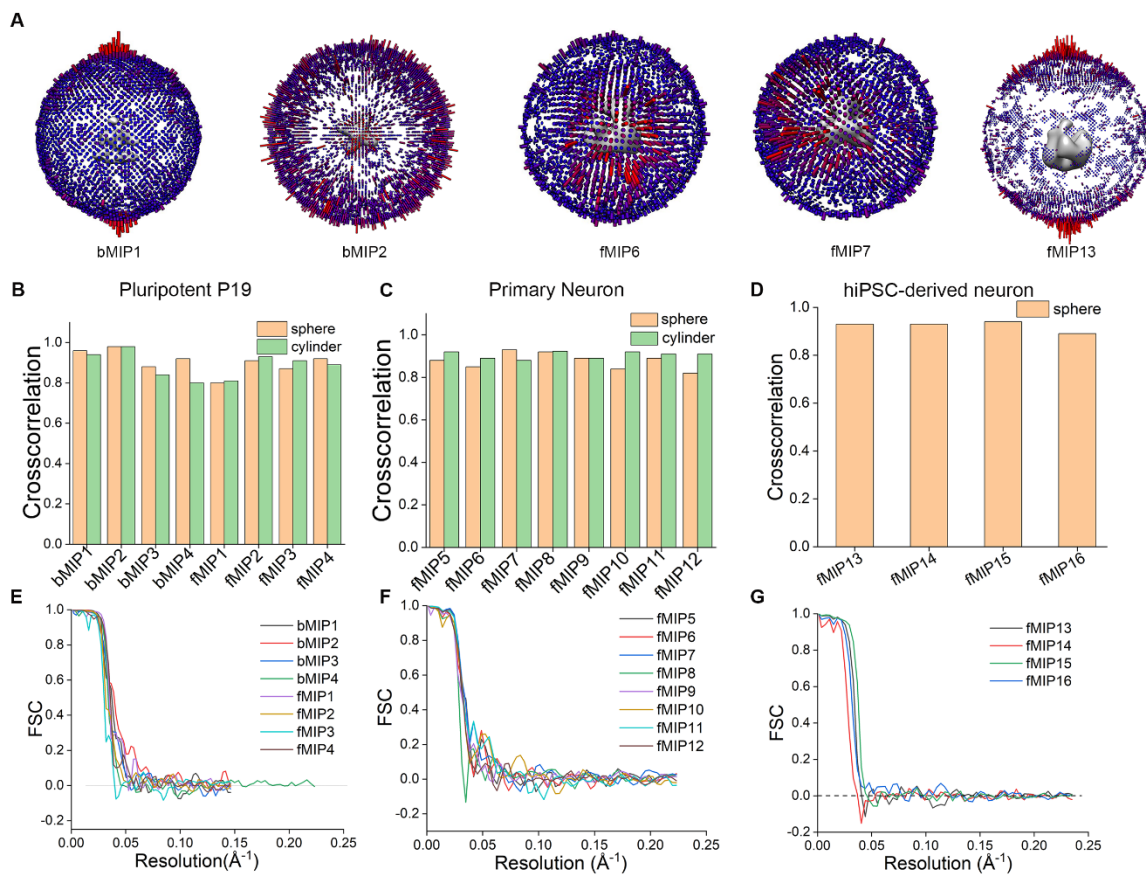 A
bMIP1
bMIP2
fMIP6
fMIP7
fMIP13
B
Pluripotent P19
sphere
cylinder
Crosscorrelation
1.0
0.8
0.6
0.4
0.2
0.0
bMIP1
bMIP2
bMIP3
bMIP4
fMIP1
fMIP2
fMIP3
fMIP4
C
Primary Neuron
sphere
cylinder
Crosscorrelation
1.0
0.8
0.6
0.4
0.2
0.0
fMIP5
fMIP6
fMIP7
fMIP8
fMIP9
fMIP10
fMIP11
fMIP12
D
hiPSC-derived neuron
sphere
Crosscorrelation
1.0
0.8
0.6
0.4
0.2
0.0
fMIP13
fMIP14
fMIP15
fMIP16
E
FSC
1.0
0.8
0.6
0.4
0.2
0.0
-0.2
bMIP1
bMIP2
bMIP3
bMIP4
fMIP1
fMIP2
fMIP3
fMIP4
0.00 0.05 0.10 0.15 0.20 0.25
Resolution(Å⁻¹)
F
FSC
1.0
0.8
0.6
0.4
0.2
0.0
-0.2
fMIP5
fMIP6
fMIP7
fMIP8
fMIP9
fMIP10
fMIP11
fMIP12
0.00 0.05 0.10 0.15 0.20 0.25
Resolution (Å⁻¹)
G
FSC
1.0
0.8
0.6
0.4
0.2
0.0
-0.2
fMIP13
fMIP14
fMIP15
fMIP16
0.00 0.05 0.10 0.15 0.20 0.25
Resolution (Å⁻¹)